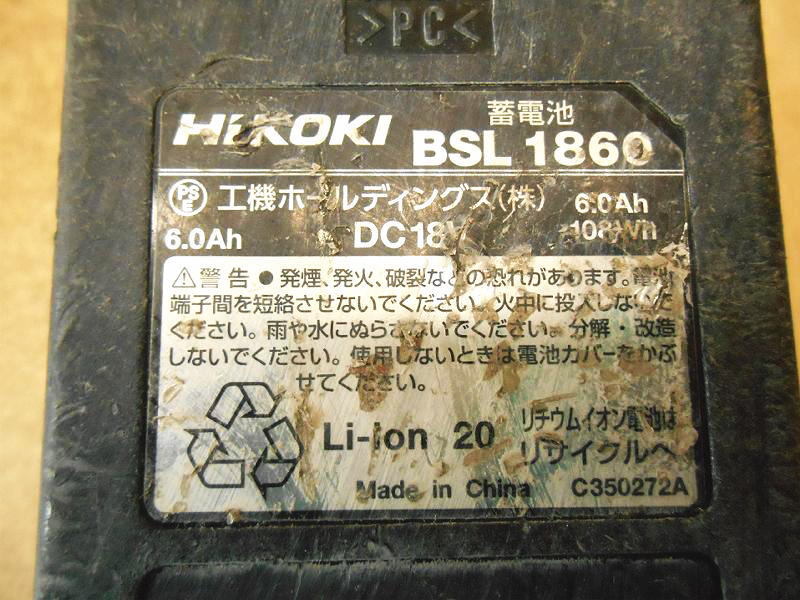 >PC<
HiKOKI
蓄電池
BSL 1860
PS E 工機ホールディングス(株) 6.0Ah
6.0Ah DC18V 108Wh
⚠警告 ● 発煙、発火、破裂などの恐れがあります。電池
端子間を短絡させないでください。火中に投入しないで
ください。雨や水にぬらさないでください。分解・改造
しないでください。使用しないときは電池カバーをかぶ
せてください。
Li-ion 20 リチウムイオン電池は
リサイクルへ
Made in China C350272A